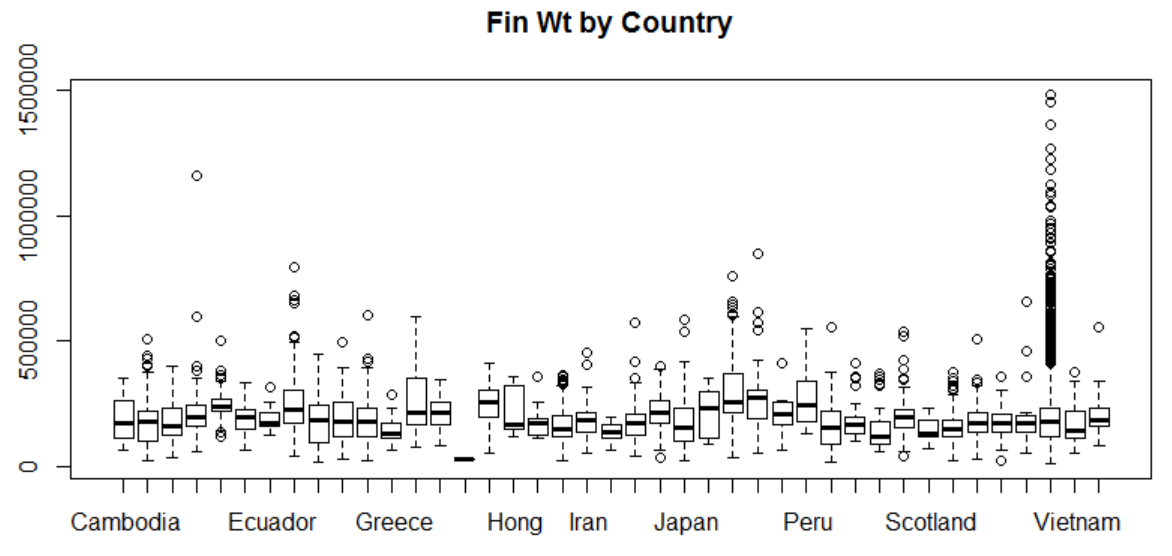 Fin Wt by Country
1500000
1000000
500000
0
Cambodia Ecuador Greece Hong Iran Japan Peru Scotland Vietnam